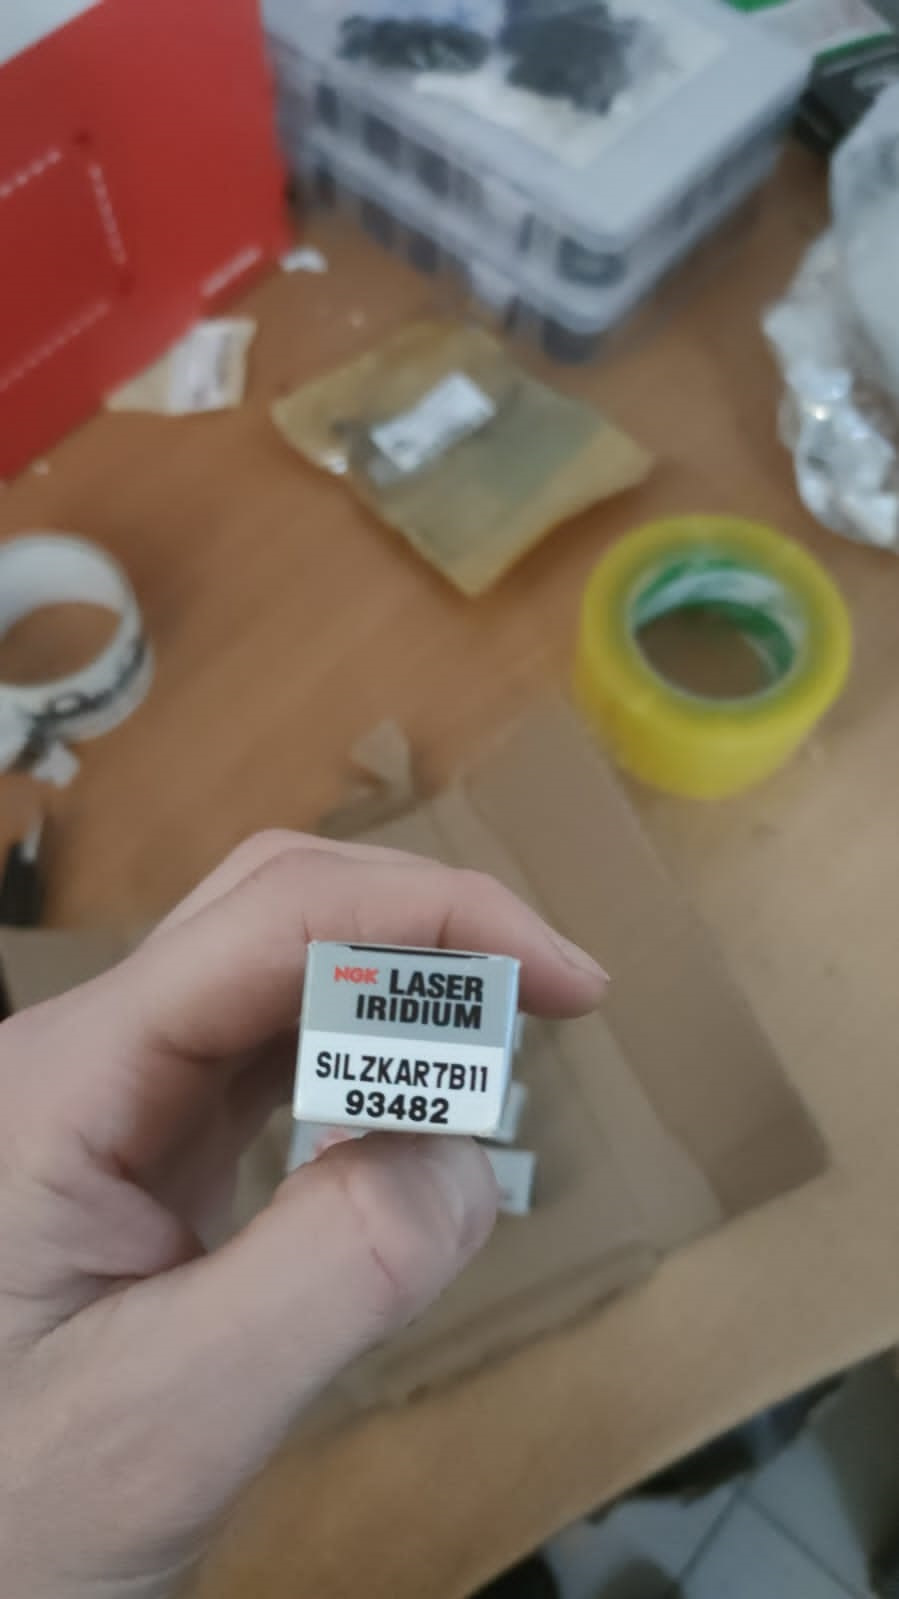 NGK LASER
IRIDIUM
SILZKAR7B11
93482